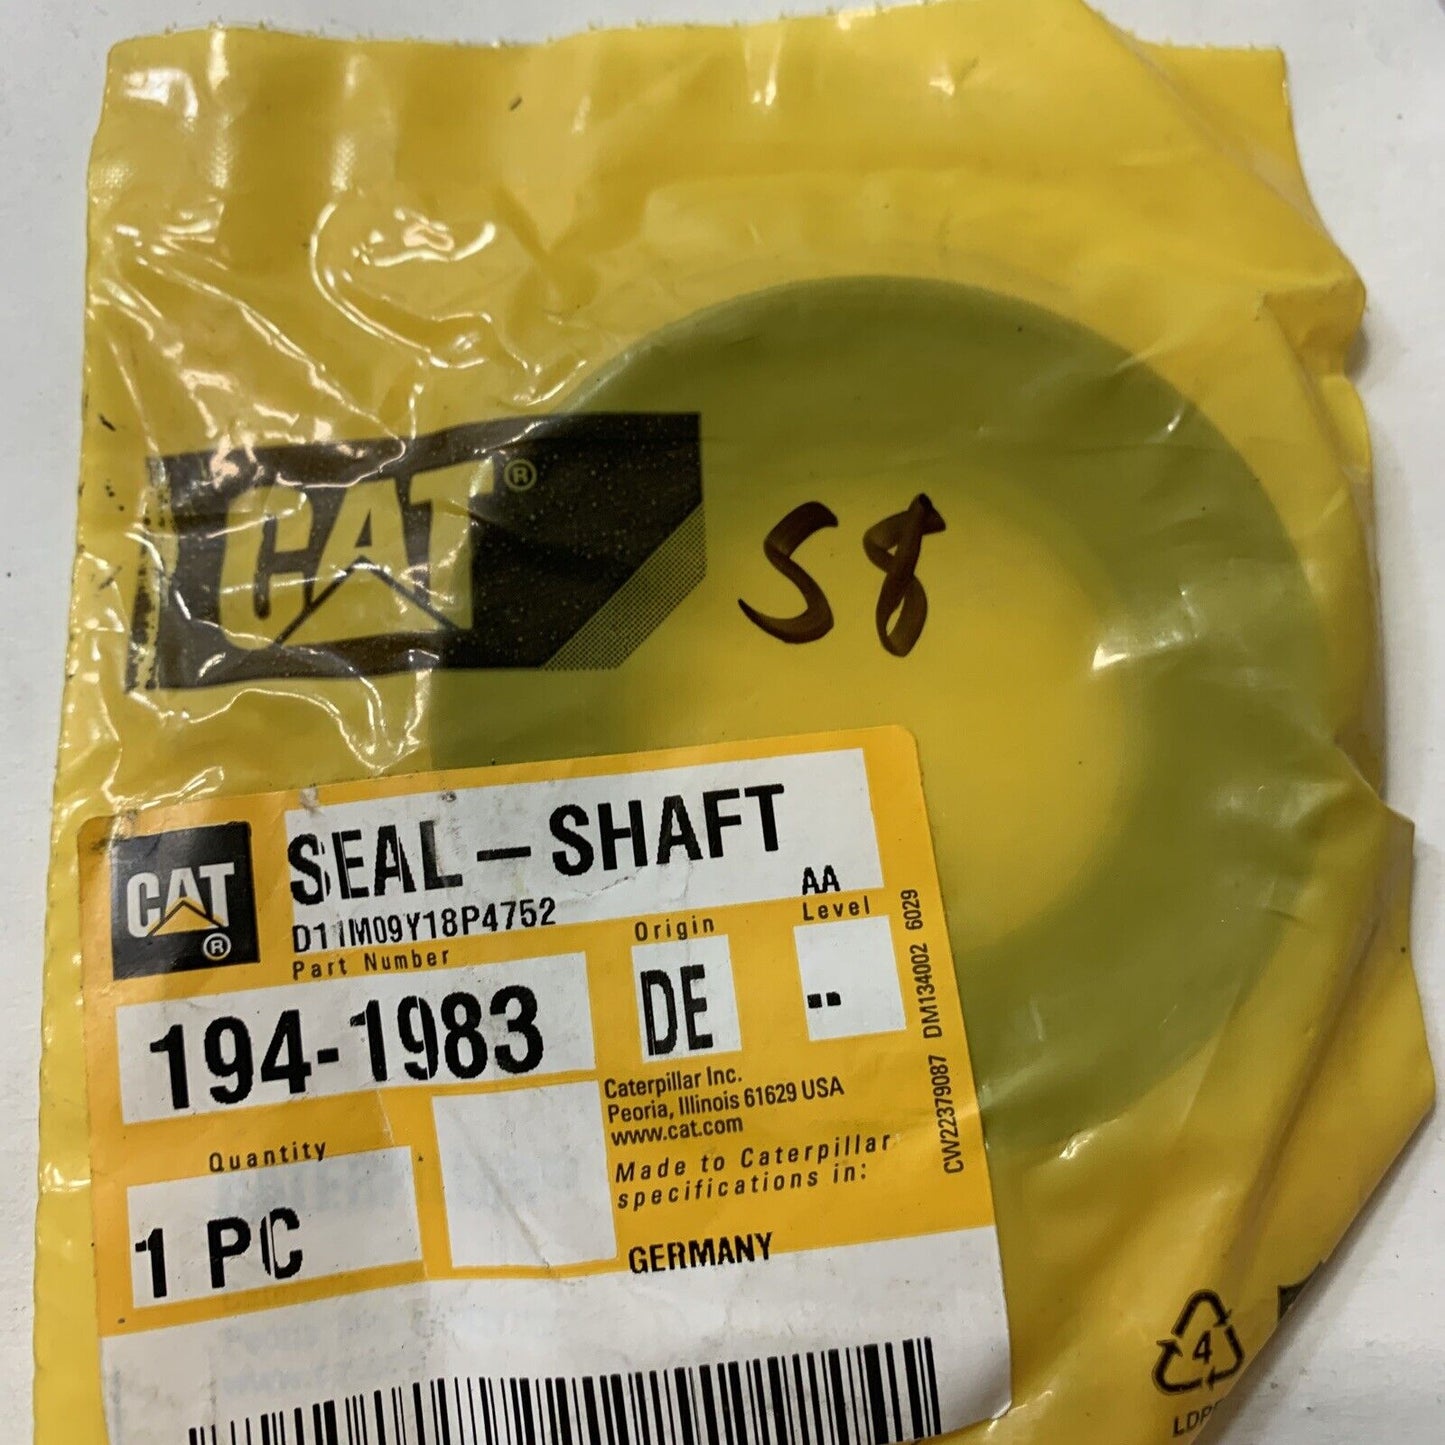 CAT®
S8
CAT®
SEAL-SHAFT
D11M09Y18P4752
AA
Part Number
Origin
Level
194-1983
DE
--
Caterpillar Inc.
Peoria, Illinois 61629 USA
www.cat.com
Quantity
1 PC
Made to Caterpillar
specifications in:
GERMANY
CW22379087 DM134002 6029
4